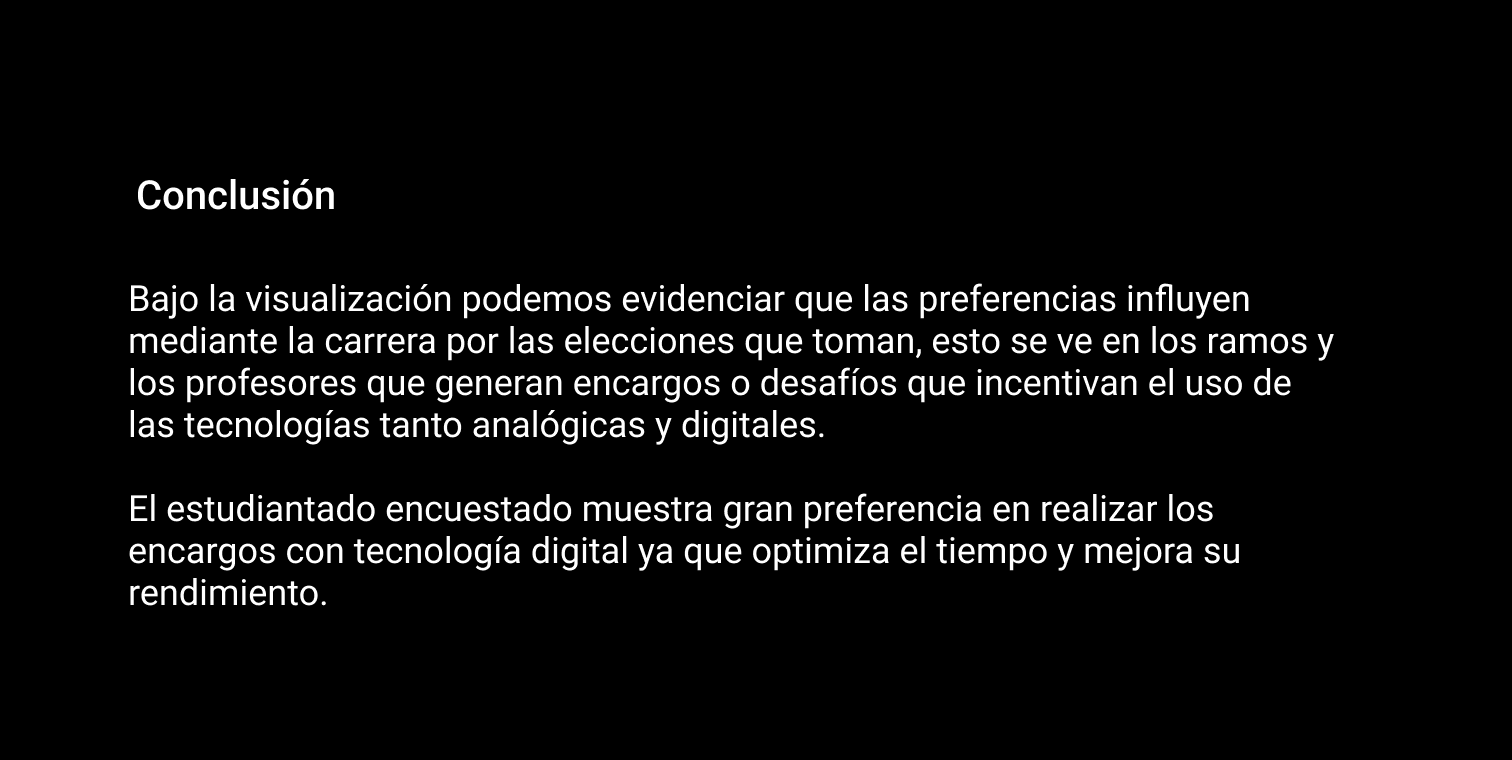 Conclusión
Bajo la visualización podemos evidenciar que las preferencias influyen
mediante la carrera por las elecciones que toman, esto se ve en los ramos y
los profesores que generan encargos o desafíos que incentivan el uso de
las tecnologías tanto analógicas y digitales.
El estudiantado encuestado muestra gran preferencia en realizar los
encargos con tecnología digital ya que optimiza el tiempo y mejora su
rendimiento.